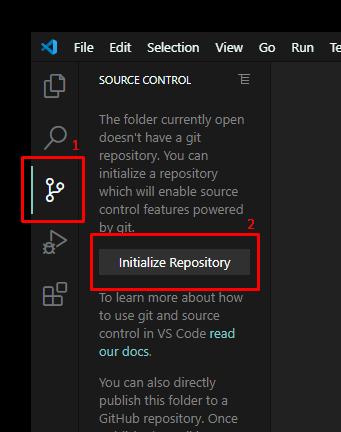 File Edit Selection View Go Run
SOURCE CONTROL
The folder currently open
doesn't have a git
1
repository. You can
initialize a repository
which will enable source
control features powered
by git.
2
Initialize Repository
To learn more about how
to use git and source
control in VS Code read
our docs.
You can also directly
publish this folder to a
GitHub repository. Once